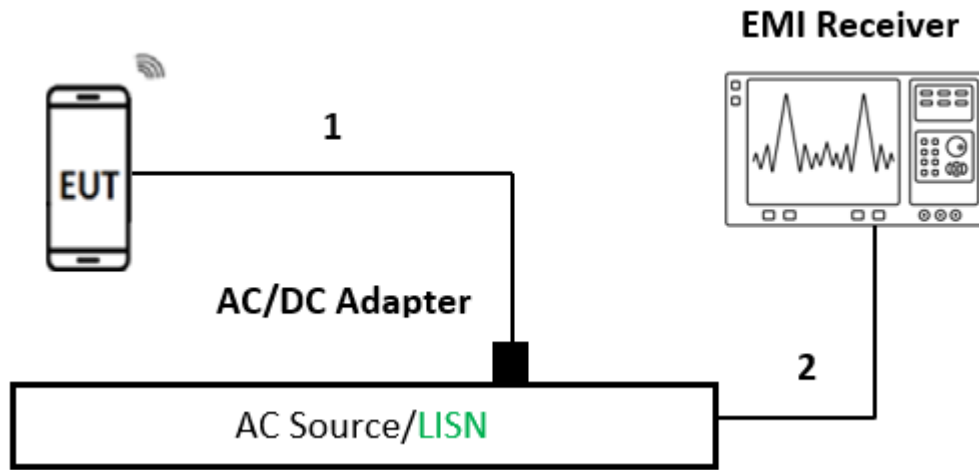 EMI Receiver
1
EUT
AC/DC Adapter
2
AC Source/LISN